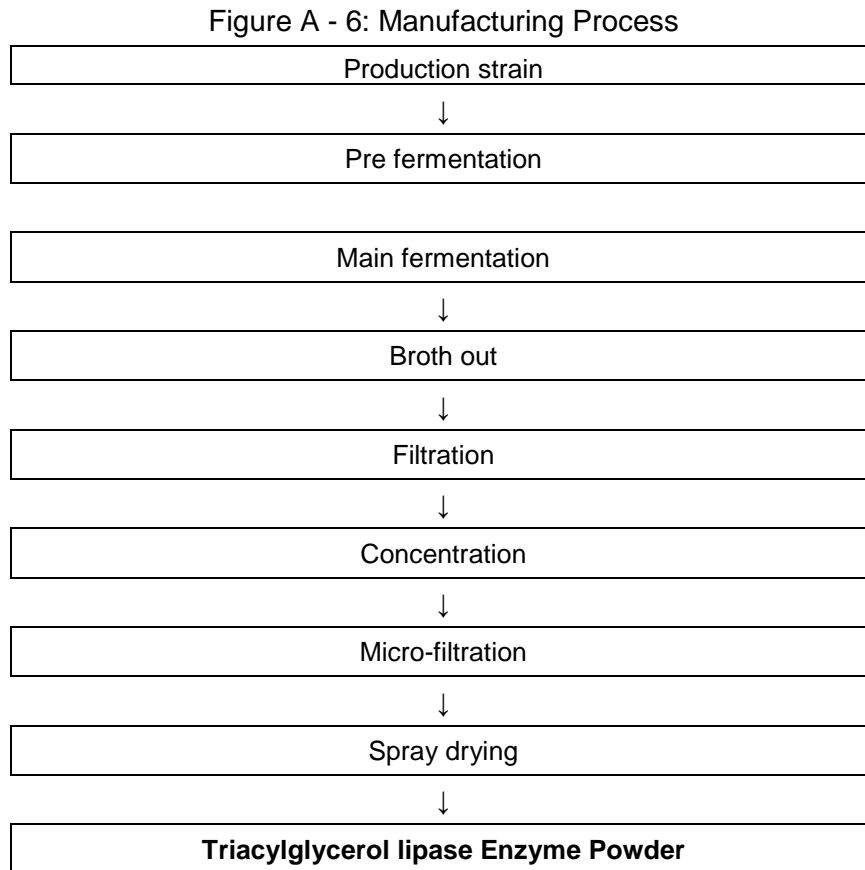 Figure A - 6: Manufacturing Process
Production strain
↓
Pre fermentation
Main fermentation
↓
Broth out
↓
Filtration
↓
Concentration
↓
Micro-filtration
↓
Spray drying
↓
Triacylglycerol lipase Enzyme Powder